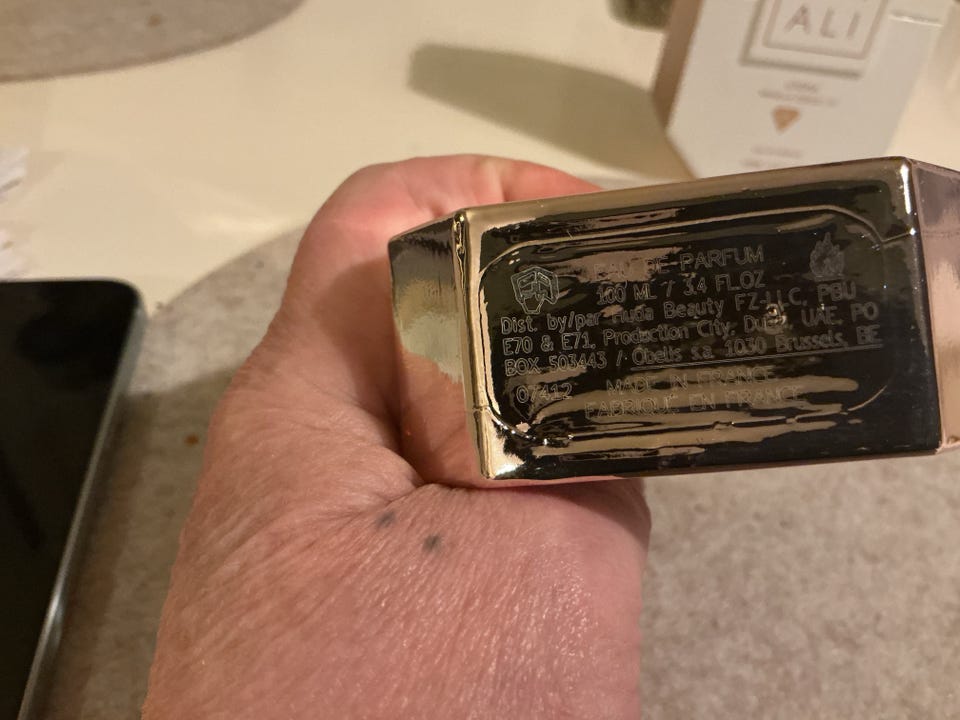 ALI
EAU DE PARFUM
100 ML / 3.4 FL.OZ
Dist. by/par Huda Beauty FZ-LLC, PBU
E70 & E71, Production City, Dubai, UAE, PO
BOX 503443 / Obelis s.a. 1030 Brussels, BE
07412 MADE IN FRANCE
FABRIQUÉ EN FRANCE